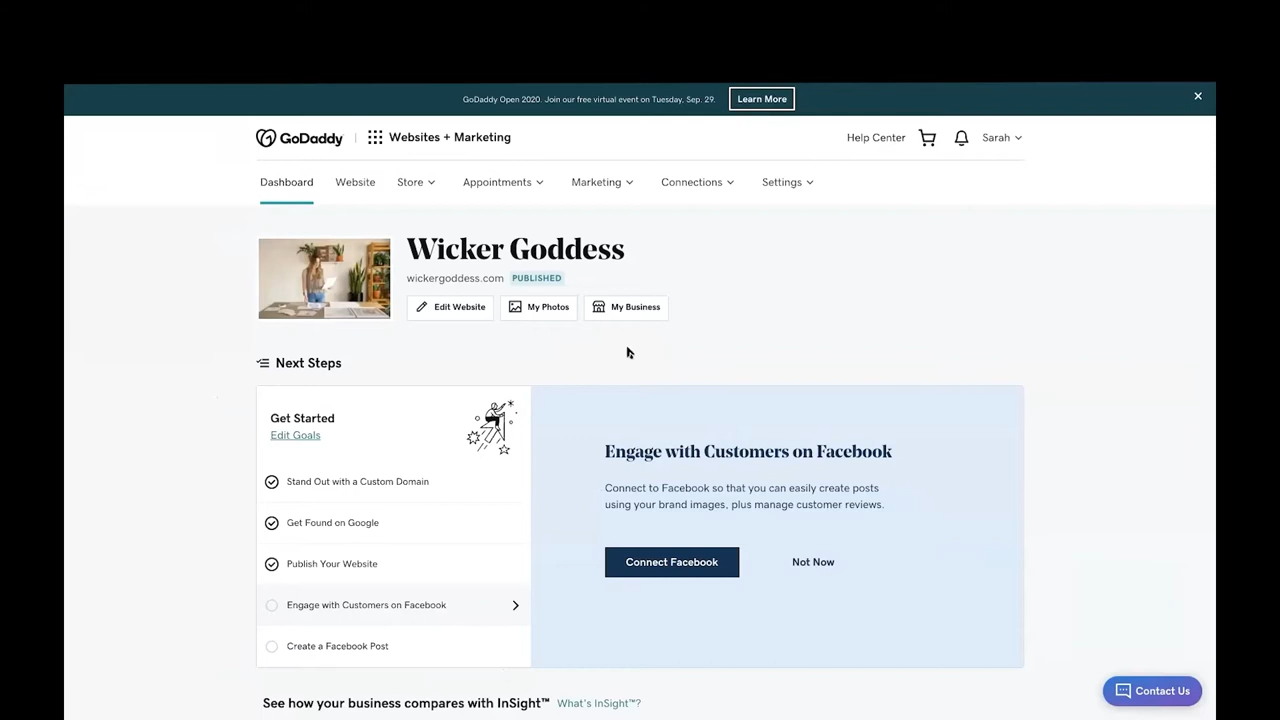 GoDaddy Open 2020. Join our free virtual event on Tuesday, Sep. 29. Learn More
GoDaddy Websites + Marketing Help Center Sarah
Dashboard Website Store Appointments Marketing Connections Settings
Wicker Goddess
wickergoddess.com PUBLISHED
Edit Website My Photos My Business
Next Steps
Get Started
Edit Goals
Stand Out with a Custom Domain
Get Found on Google
Publish Your Website
Engage with Customers on Facebook
Create a Facebook Post
Engage with Customers on Facebook
Connect to Facebook so that you can easily create posts
using your brand images, plus manage customer reviews.
Connect Facebook Not Now
Contact Us
See how your business compares with InSight™ What's InSight™?